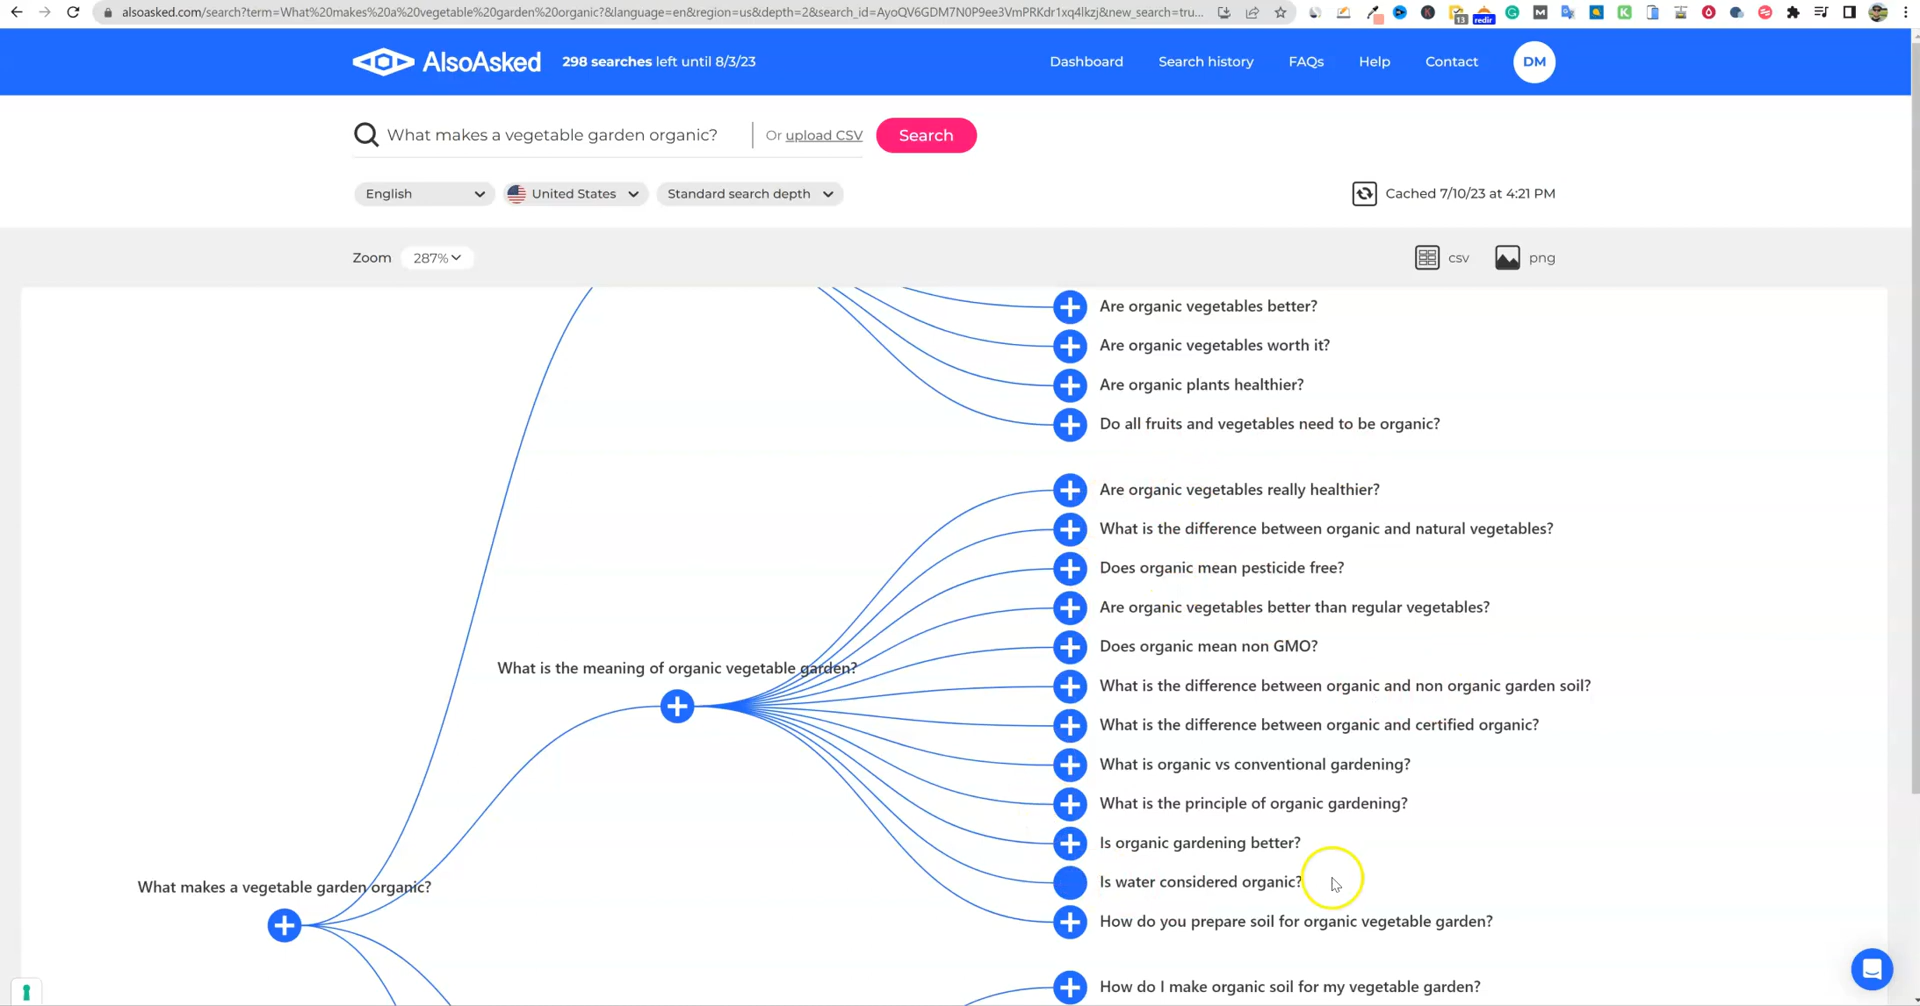 alsoasked.com/search?term=What%20makes%20a%20vegetable%20garden%20organic?&language=en&region=us&depth=2&search_id=AyoQV6GDM7N0P9ee3VmPRKdr1xq4lkzj&new_search=tru...
13
redir
AlsoAsked
298 searches left until 8/3/23
Dashboard
Search history
FAQs
Help
Contact
DM
What makes a vegetable garden organic?
Or upload CSV
Search
English
United States
Standard search depth
Cached 7/10/23 at 4:21 PM
Zoom
287%
csv
png
Are organic vegetables better?
Are organic vegetables worth it?
Are organic plants healthier?
Do all fruits and vegetables need to be organic?
Are organic vegetables really healthier?
What is the difference between organic and natural vegetables?
Does organic mean pesticide free?
Are organic vegetables better than regular vegetables?
Does organic mean non GMO?
What is the meaning of organic vegetable garden?
What is the difference between organic and non organic garden soil?
What is the difference between organic and certified organic?
What is organic vs conventional gardening?
What is the principle of organic gardening?
Is organic gardening better?
What makes a vegetable garden organic?
Is water considered organic?
How do you prepare soil for organic vegetable garden?
How do I make organic soil for my vegetable garden?